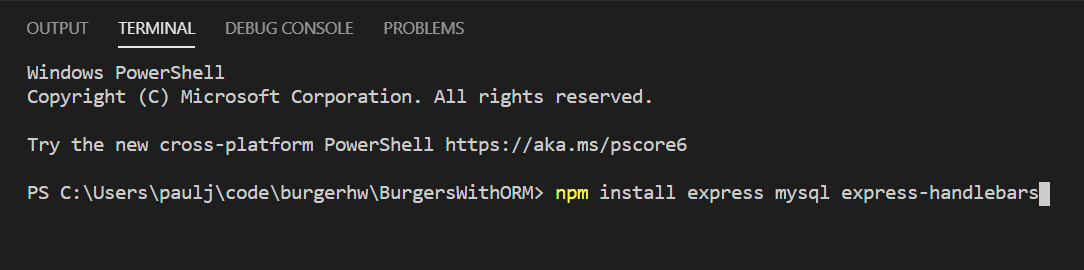 OUTPUT TERMINAL DEBUG CONSOLE PROBLEMS
Windows PowerShell
Copyright (C) Microsoft Corporation. All rights reserved.
Try the new cross-platform PowerShell https://aka.ms/pscore6
PS C:\Users\paulj\code\burgerhw\BurgersWithORM> npm install express mysql express-handlebars